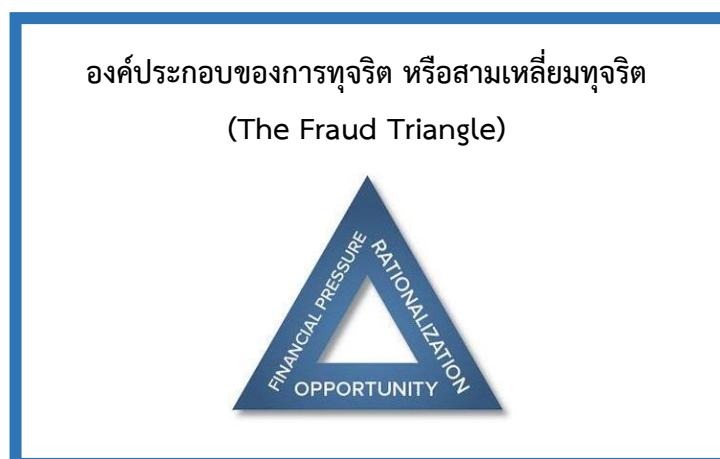 องค์ประกอบของการทุจริต หรือสามเหลี่ยมทุจริต
(The Fraud Triangle)
FINANCIAL PRESSURE
RATIONALIZATION
OPPORTUNITY